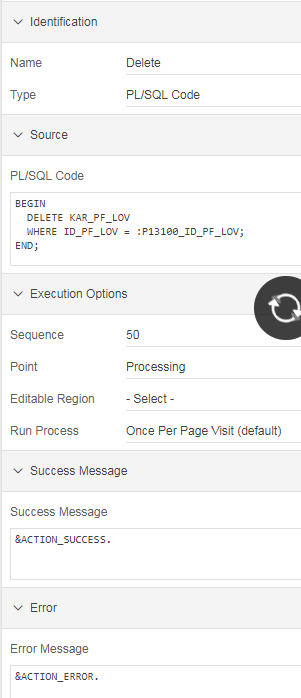 Identification
Name Delete
Type PL/SQL Code
Source
PL/SQL Code
BEGIN
DELETE KAR_PF_LOV
WHERE ID_PF_LOV = :P13100_ID_PF_LOV;
END;
Execution Options
Sequence 50
Point Processing
Editable Region - Select -
Run Process Once Per Page Visit (default)
Success Message
Success Message
&ACTION_SUCCESS.
Error
Error Message
&ACTION_ERROR.